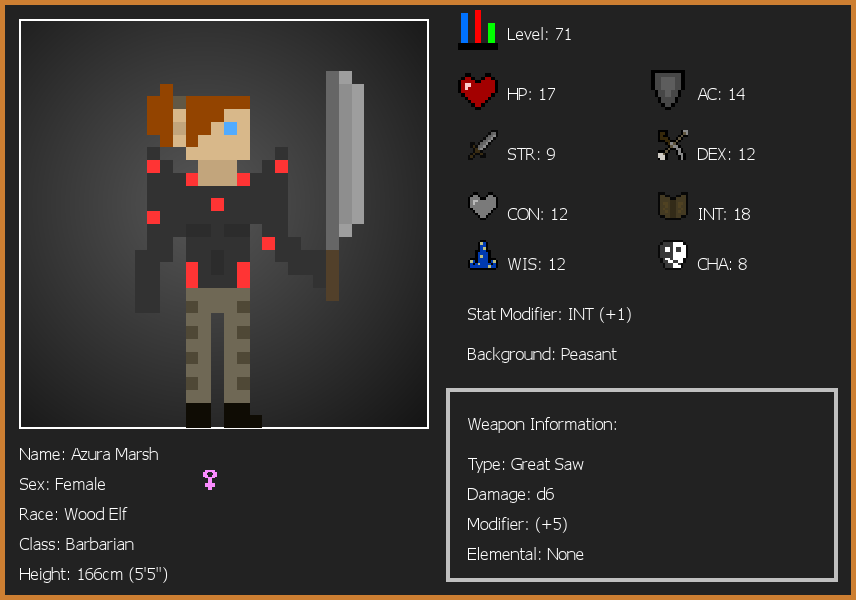 Level: 71
HP: 17
AC: 14
STR: 9
DEX: 12
CON: 12
INT: 18
WIS: 12
CHA: 8
Stat Modifier: INT (+1)
Background: Peasant
Weapon Information:
Type: Great Saw
Damage: d6
Modifier: (+5)
Elemental: None
Name: Azura Marsh
Sex: Female
Race: Wood Elf
Class: Barbarian
Height: 166cm (5'5")